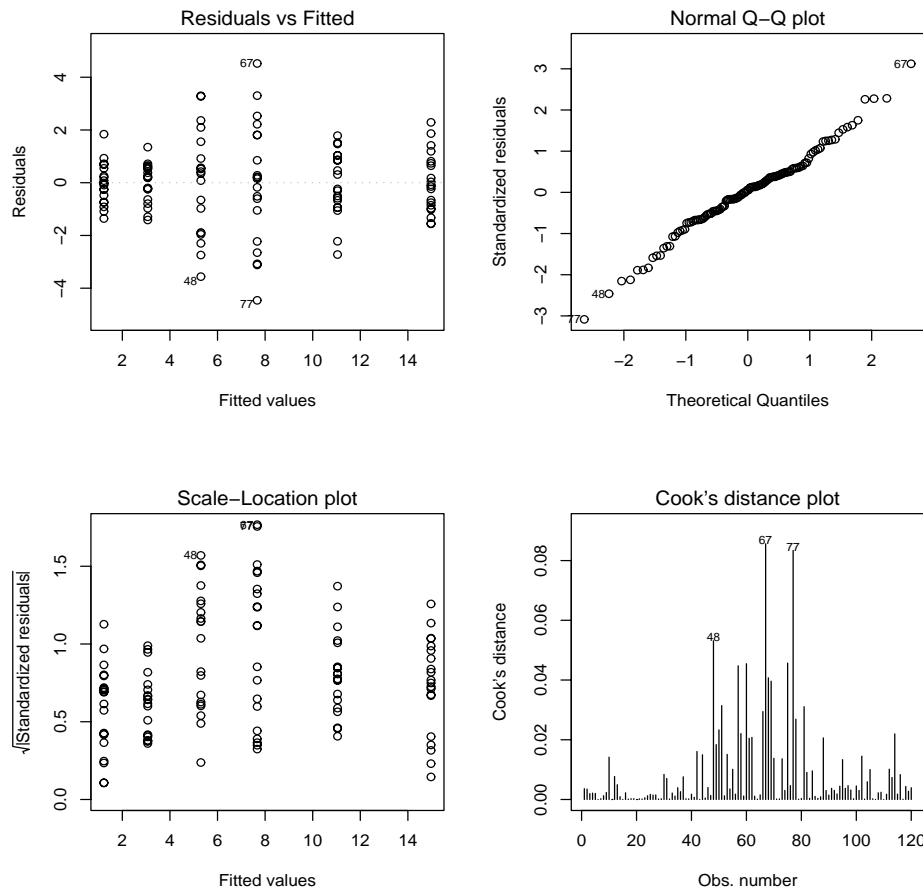 Residuals vs Fitted
4
2
0
−2
−4
Residuals
67
48
77
2 4 6 8 10 12 14
Fitted values
Normal Q−Q plot
3
2
1
0
−1
−2
−3
Standardized residuals
67
48
77
−2 −1 0 1 2
Theoretical Quantiles
Scale−Location plot
1.5
1.0
0.5
0.0
√|Standardized residuals|
48
2 4 6 8 10 12 14
Fitted values
Cook's distance plot
0.08
0.06
0.04
0.02
0.00
Cook's distance
67
77
48
0 20 40 60 80 100 120
Obs. number